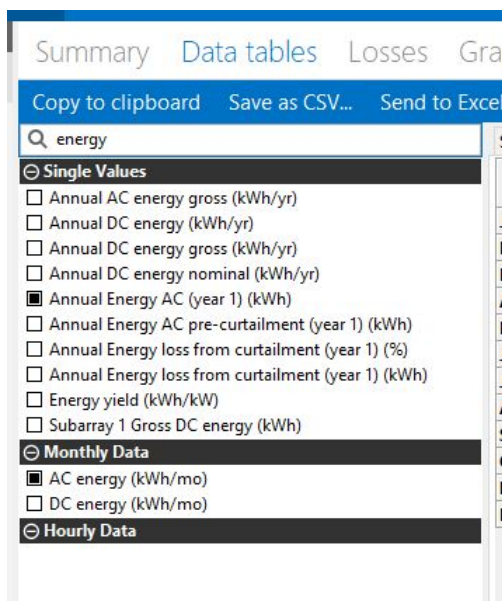 Summary Data tables Losses Gra
Copy to clipboard Save as CSV... Send to Excel
energy
Single Values
Annual AC energy gross (kWh/yr)
Annual DC energy (kWh/yr)
Annual DC energy gross (kWh/yr)
Annual DC energy nominal (kWh/yr)
Annual Energy AC (year 1) (kWh)
Annual Energy AC pre-curtailment (year 1) (kWh)
Annual Energy loss from curtailment (year 1) (%)
Annual Energy loss from curtailment (year 1) (kWh)
Energy yield (kWh/kW)
Subarray 1 Gross DC energy (kWh)
Monthly Data
AC energy (kWh/mo)
DC energy (kWh/mo)
Hourly Data